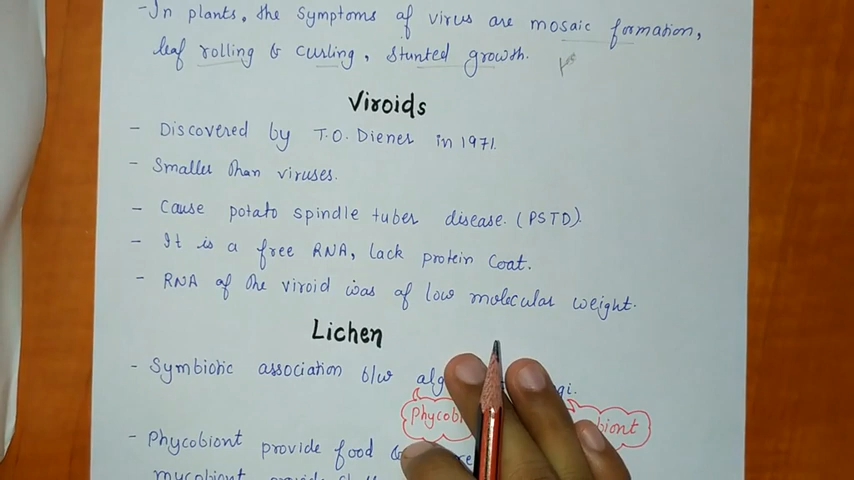 -In plants, the symptoms of virus are mosaic formation,
leaf rolling & curling, stunted growth.
Viroids
- Discovered by T.O. Diener in 1971.
- Smaller than viruses.
- Cause potato spindle tuber disease. (PSTD).
- It is a free RNA, lack protein coat.
- RNA of the viroid was of low molecular weight.
Lichen
- Symbiotic association b/w
- Phycobiont provide food
mycobiont provide